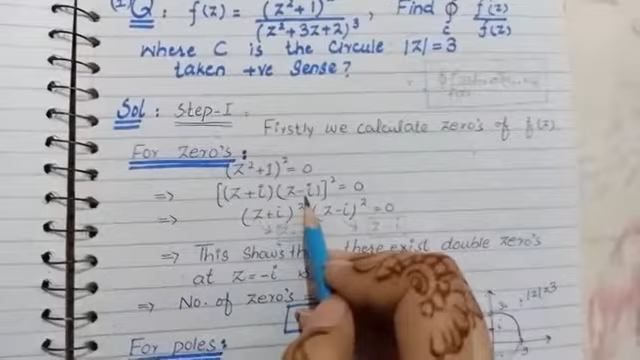 Q: f(z) = (z²+1)² / (z²+3z+2)³, Find ∮c f'(z)/f(z)
where C is the Circule |z|=3
taken +ve Sense?
Sol: Step-I
Firstly we calculate zero's of f(z)
For zero's:
(z²+1)² = 0
⇒ [(z+i)(z-i)]² = 0
⇒ (z+i)² (z-i)² = 0
⇒ This shows there exist double zero's
at z=-i
⇒ No. of zero's =
For poles:
|z|=3